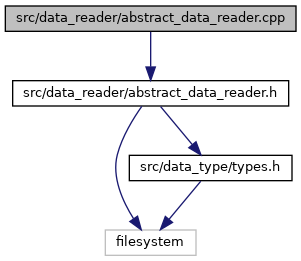 src/data_reader/abstract_data_reader.cpp
src/data_reader/abstract_data_reader.h
src/data_type/types.h
filesystem